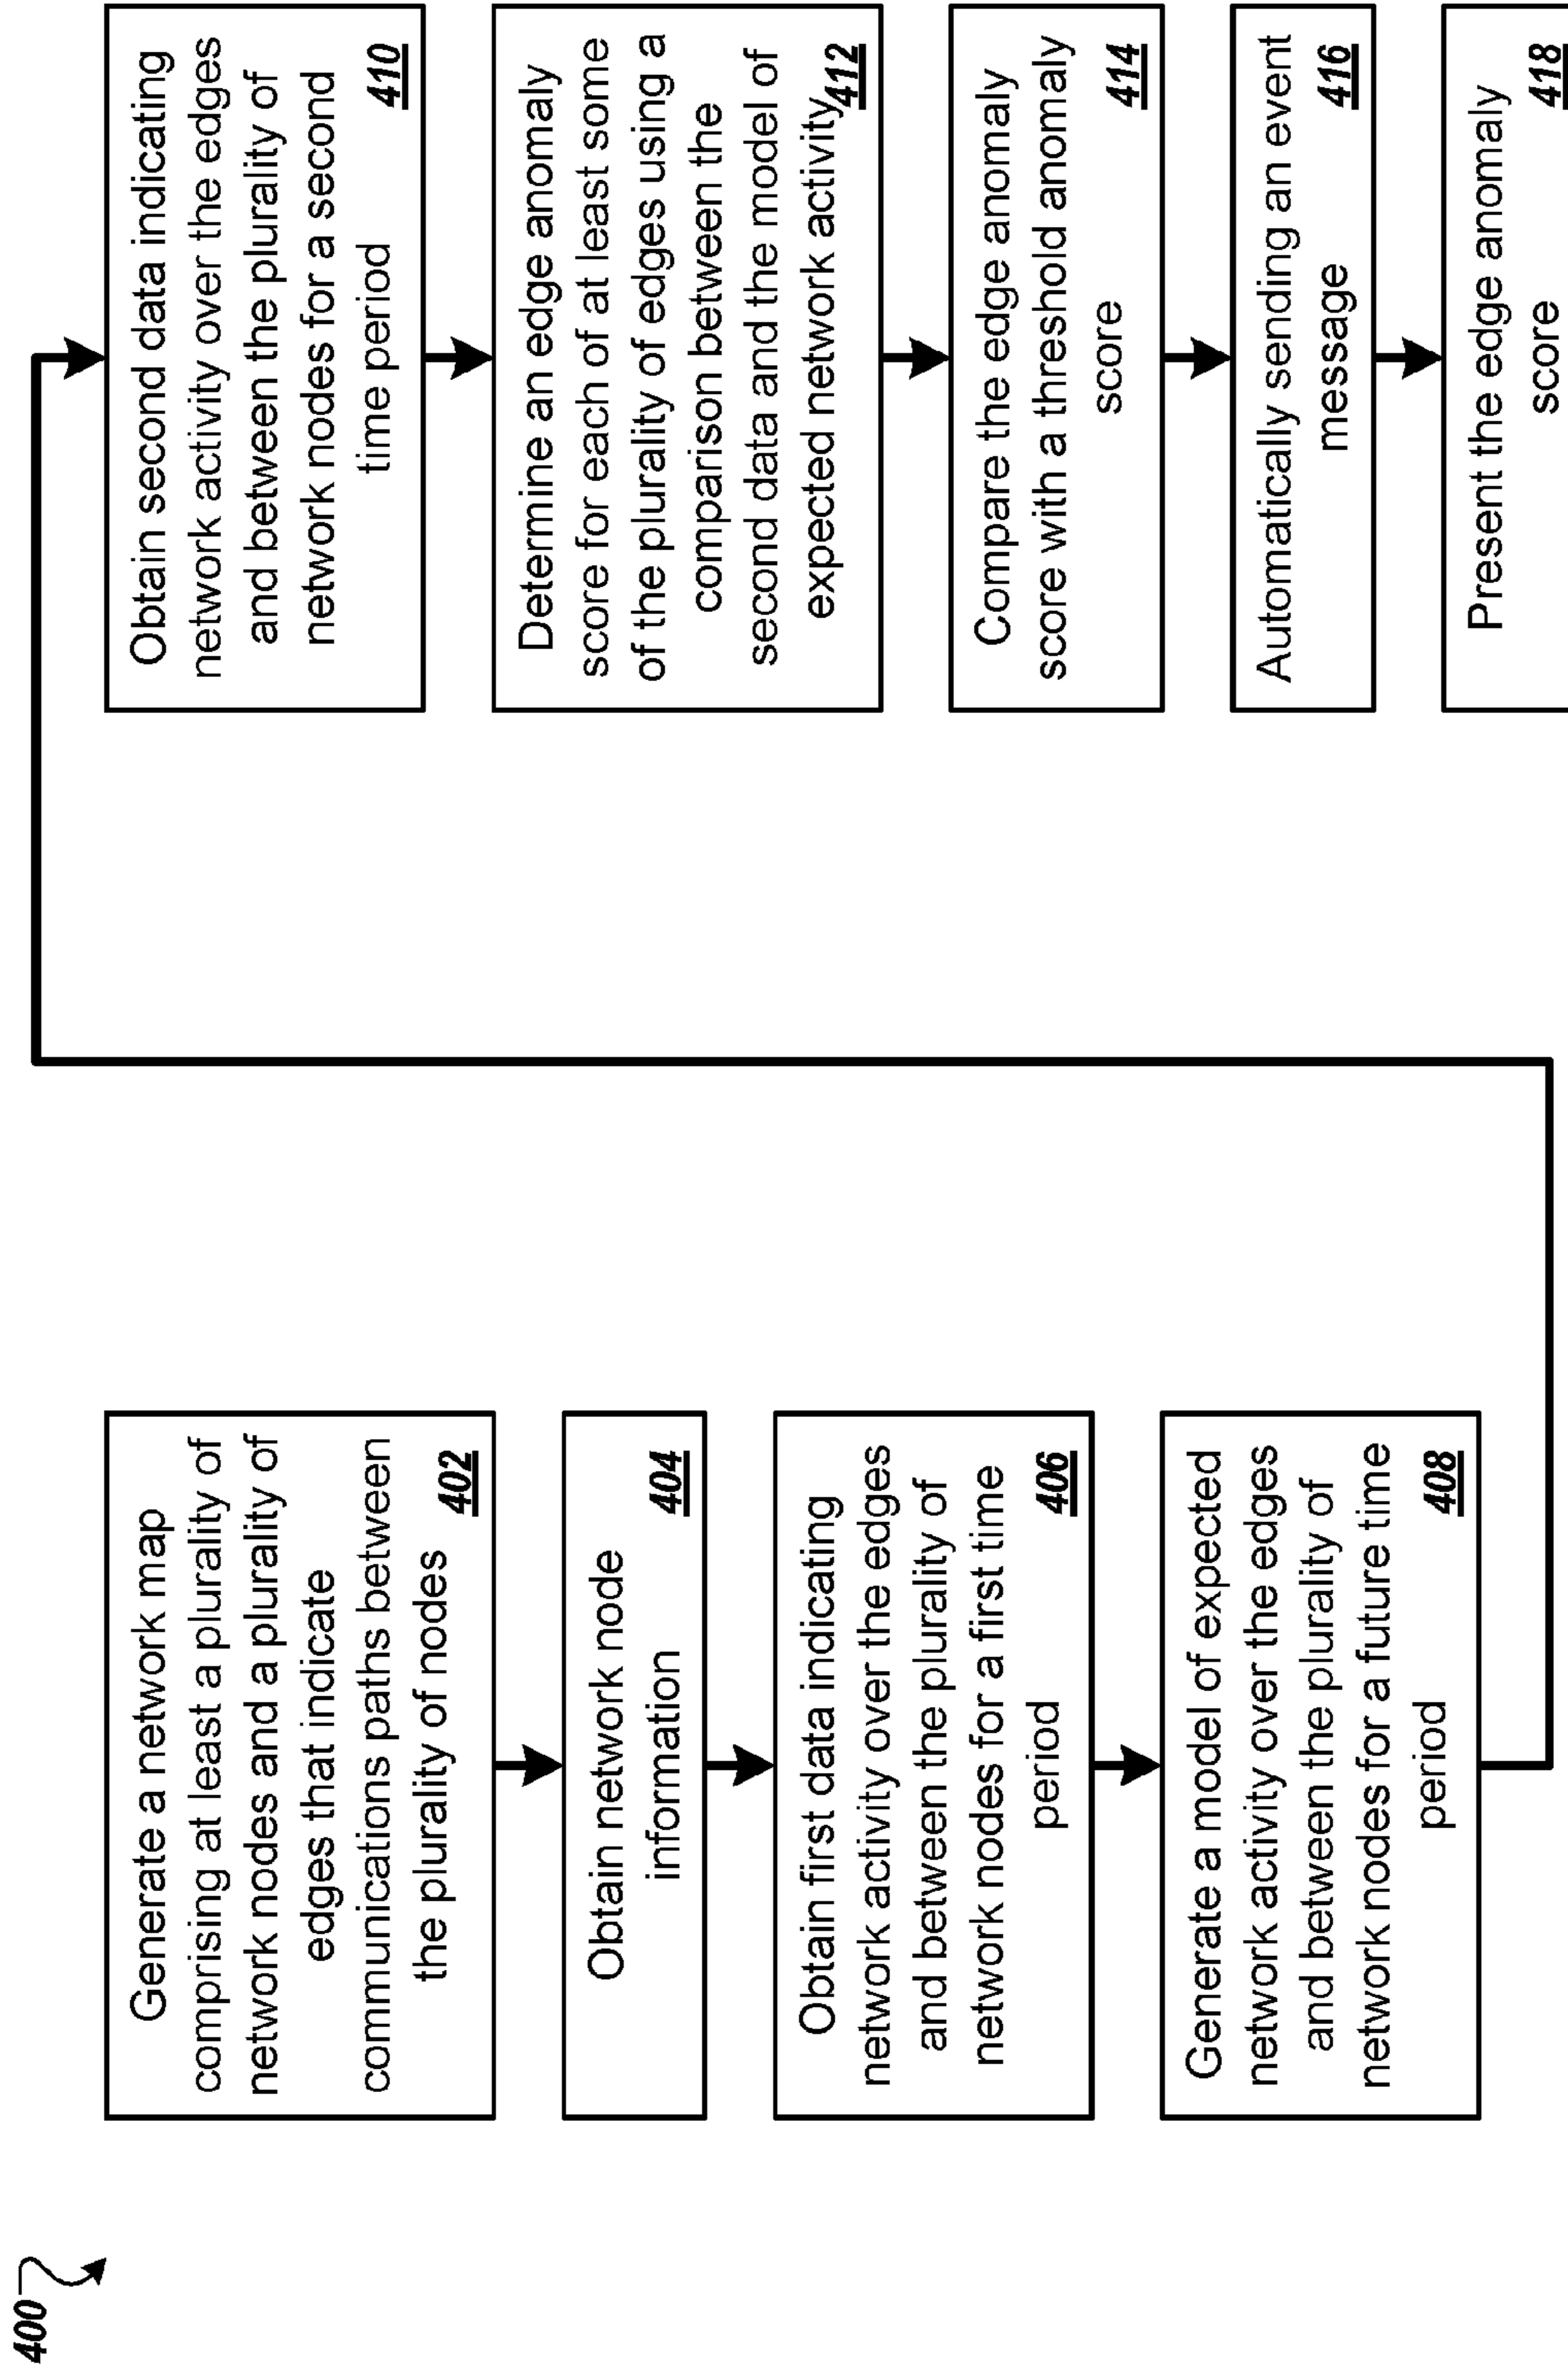 400
Generate a network map
comprising at least a plurality of
network nodes and a plurality of
edges that indicate
communications paths between
the plurality of nodes
402
Obtain network node
information
404
Obtain first data indicating
network activity over the edges
and between the plurality of
network nodes for a first time
period
406
Generate a model of expected
network activity over the edges
and between the plurality of
network nodes for a future time
period
408
Obtain second data indicating
network activity over the edges
and between the plurality of
network nodes for a second
time period
410
Determine an edge anomaly
score for each of at least some
of the plurality of edges using a
comparison between the
second data and the model of
expected network activity
412
Compare the edge anomaly
score with a threshold anomaly
score
414
Automatically sending an event
message
416
Present the edge anomaly
score
418